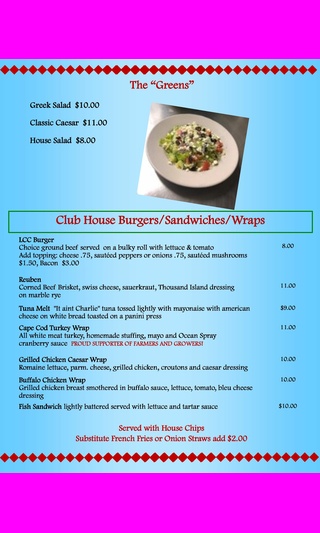 The "Greens"
Greek Salad $10.00
Classic Caesar $11.00
House Salad $8.00
Club House Burgers/Sandwiches/Wraps
LCC Burger
Choice ground beef served on a bulky roll with lettuce & tomato 8.00
Add topping: cheese .75, sautéed peppers or onions .75, sautéed mushrooms
$1.50, Bacon $3.00
Reuben
Corned Beef Brisket, swiss cheese, sauerkraut, Thousand Island dressing 11.00
on marble rye
Tuna Melt "It aint Charlie" tuna tossed lightly with mayonaise with american $9.00
cheese on white bread toasted on a panini press
Cape Cod Turkey Wrap 11.00
All white meat turkey, homemade stuffing, mayo and Ocean Spray
cranberry sauce PROUD SUPPORTER OF FARMERS AND GROWERS!
Grilled Chicken Caesar Wrap 10.00
Romaine lettuce, parm. cheese, grilled chicken, croutons and caesar dressing
Buffalo Chicken Wrap 10.00
Grilled chicken breast smothered in buffalo sauce, lettuce, tomato, bleu cheese
dressing
Fish Sandwich lightly battered served with lettuce and tartar sauce $10.00
Served with House Chips
Substitute French Fries or Onion Straws add $2.00